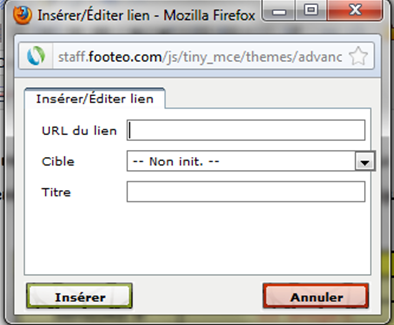 Insérer/Éditer lien - Mozilla Firefox
staff.footeo.com/js/tiny_mce/themes/advanc
Insérer/Éditer lien
URL du lien
Cible -- Non init. --
Titre
Insérer Annuler